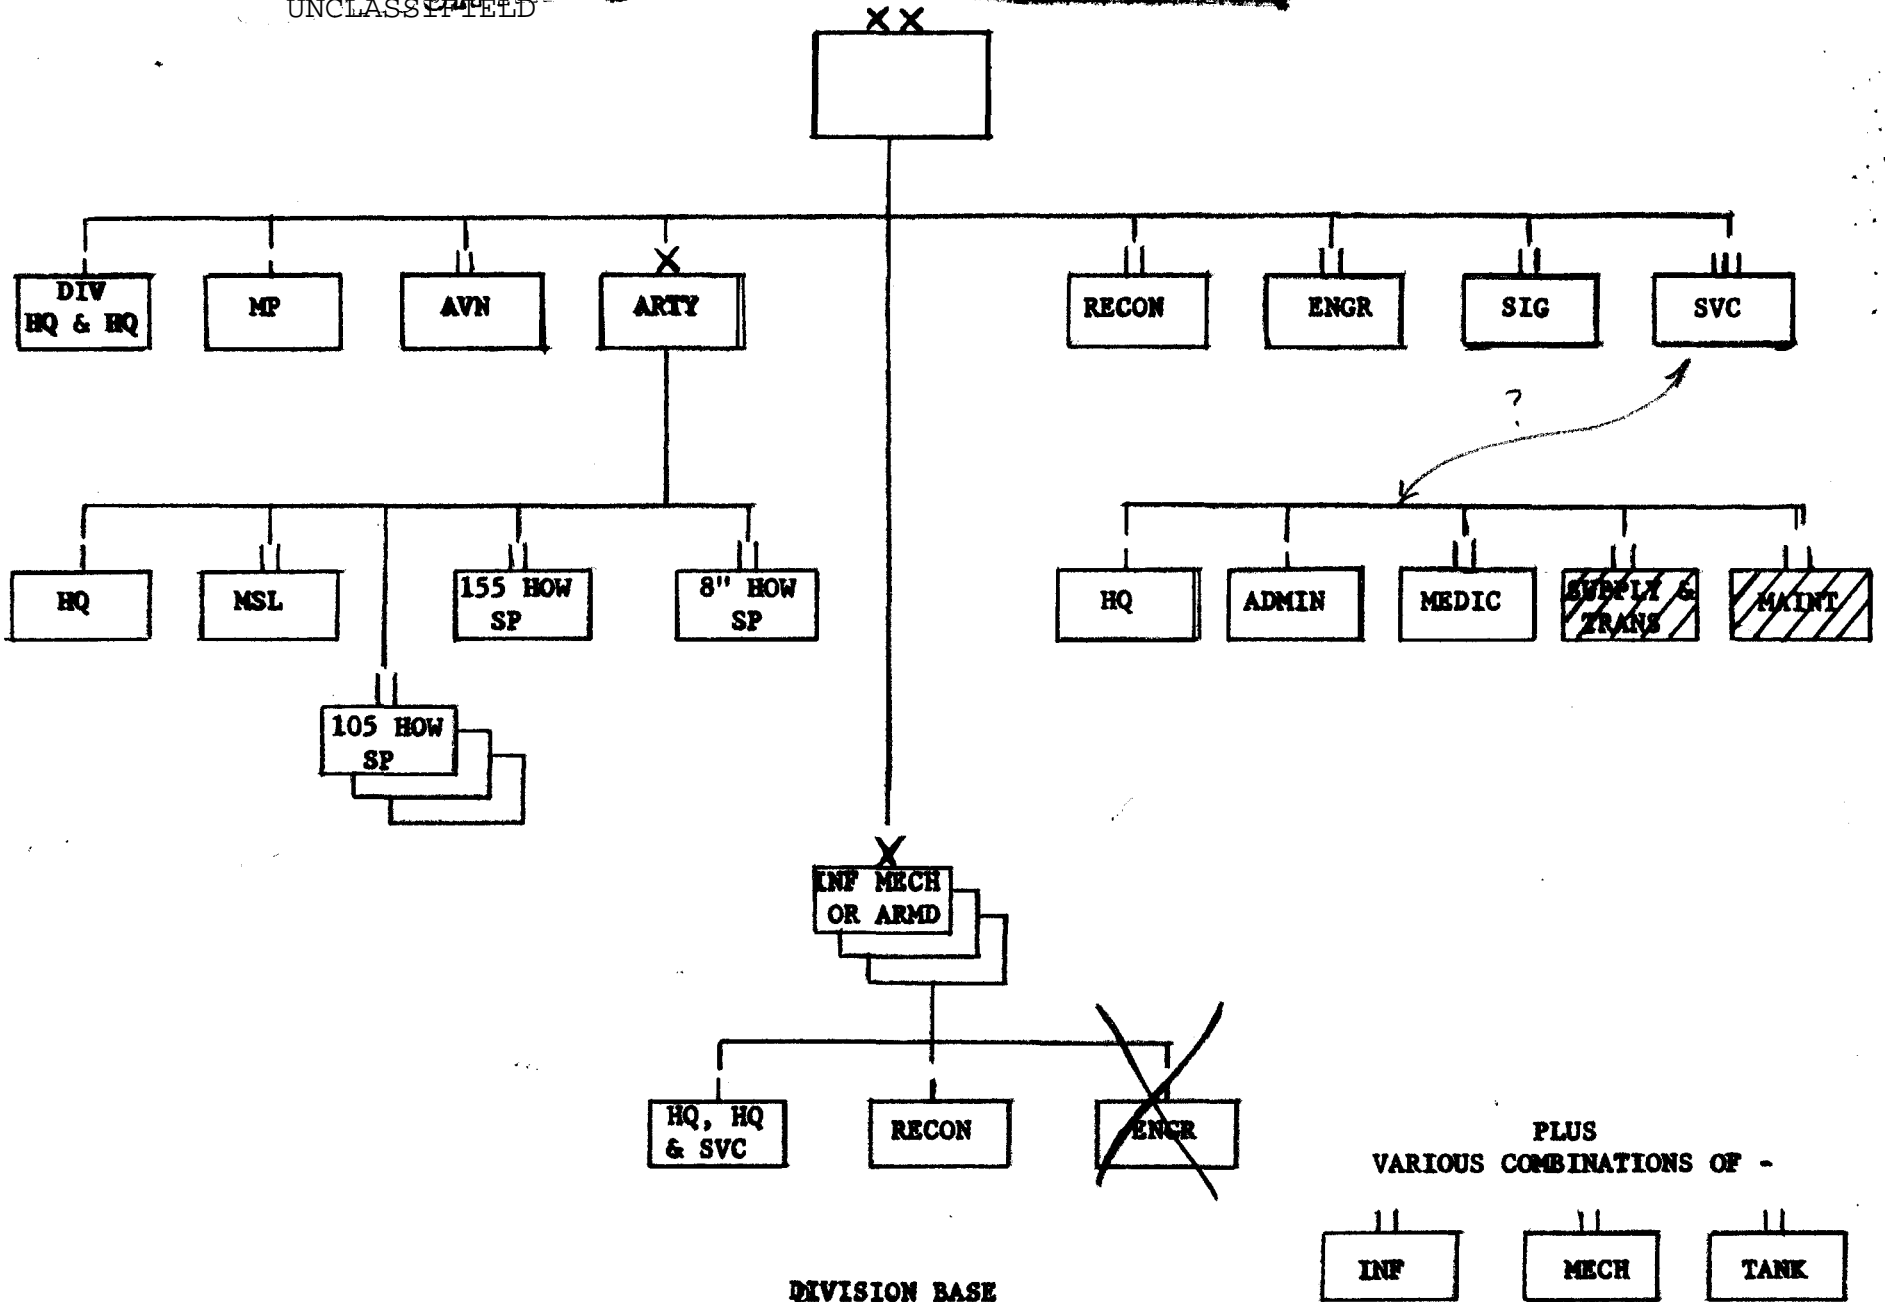 UNCLASSIFIELD
XX
X
DIV
HQ & HQ
MP
AVN
ARTY
RECON
ENGR
SIG
SVC
?
HQ
MSL
155 HOW
SP
8" HOW
SP
HQ
ADMIN
MEDIC
SUPPLY &
TRANS
MAINT
105 HOW
SP
X
INF MECH
OR ARMD
HQ, HQ
& SVC
RECON
ENGR
PLUS
VARIOUS COMBINATIONS OF -
INF
MECH
TANK
DIVISION BASE